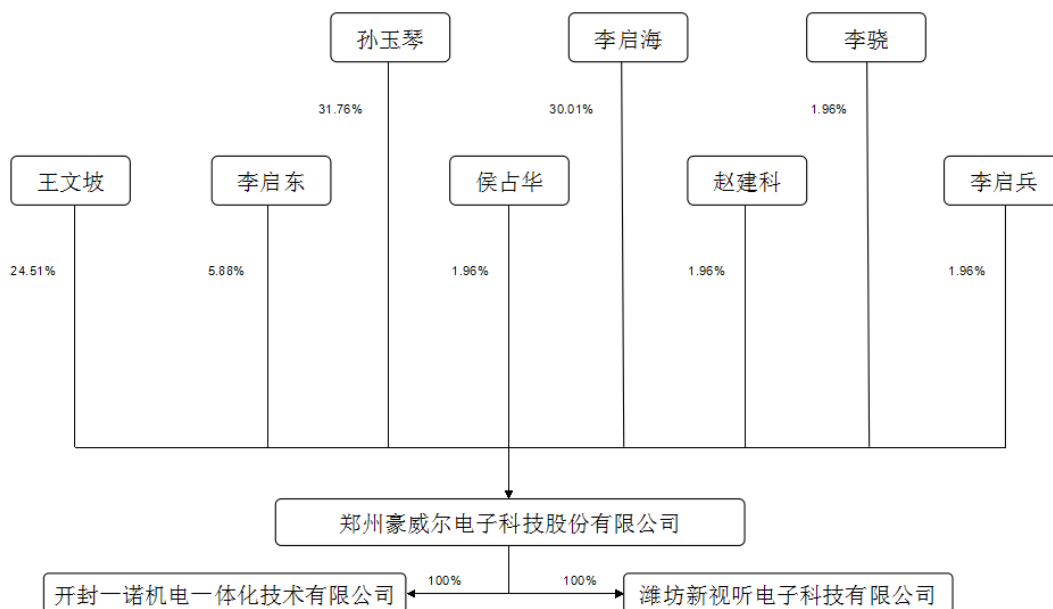 孙玉琴
李启海
李骁
31.76%
30.01%
1.96%
王文坡
李启东
侯占华
赵建科
李启兵
24.51%
5.88%
1.96%
1.96%
1.96%
郑州豪威尔电子科技股份有限公司
100%
100%
开封一诺机电一体化技术有限公司
潍坊新视听电子科技有限公司